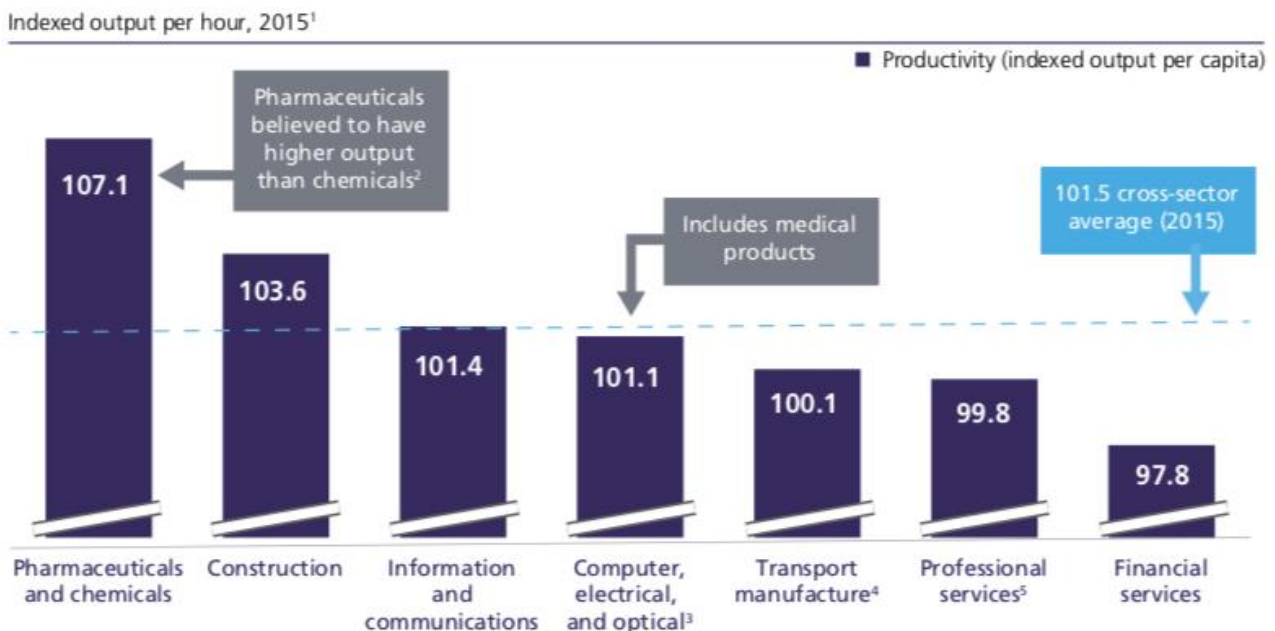 Indexed output per hour, 2015¹
Productivity (indexed output per capita)
Pharmaceuticals
believed to have
higher output
than chemicals²
107.1
101.5 cross-sector
average (2015)
Includes medical
products
103.6
101.4
101.1
100.1
99.8
97.8
Pharmaceuticals
and chemicals
Construction
Information
and
communications
Computer,
electrical,
and optical³
Transport
manufacture⁴
Professional
services⁵
Financial
services